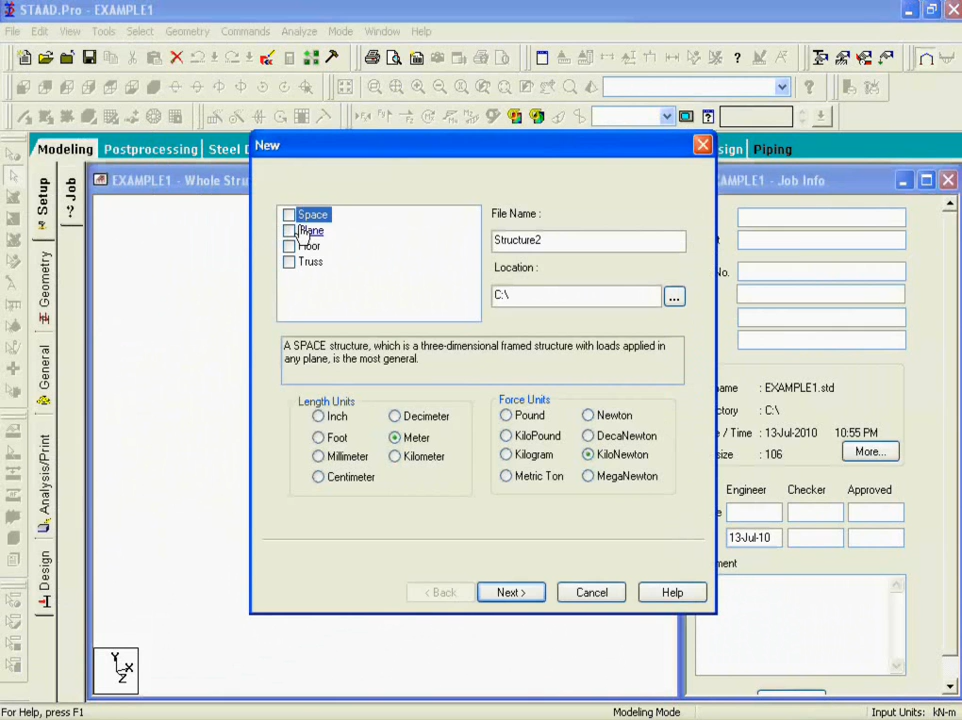 STAAD.Pro - EXAMPLE1
File Edit View Tools Select Geometry Commands Analyze Mode Window Help
Modeling Postprocessing Steel D
sign Piping
Setup
Job
Geometry
General
Analysis/Print
Design
EXAMPLE1 - Whole Stru
AMPLE1 - Job Info
New
Space
Plane
Floor
Truss
File Name :
Structure2
Location :
C:\
...
A SPACE structure, which is a three-dimensional framed structure with loads applied in
any plane, is the most general.
Length Units
Inch Decimeter
Foot Meter
Millimeter Kilometer
Centimeter
Force Units
Pound Newton
KiloPound DecaNewton
Kilogram KiloNewton
Metric Ton MegaNewton
< Back Next > Cancel Help
No.
ame : EXAMPLE1.std
ctory : C:\
/ Time : 13-Jul-2010 10:55 PM
size : 106 More...
Engineer Checker Approved
13-Jul-10
ment
Y
X
Z
For Help, press F1 Modeling Mode Input Units: kN-m